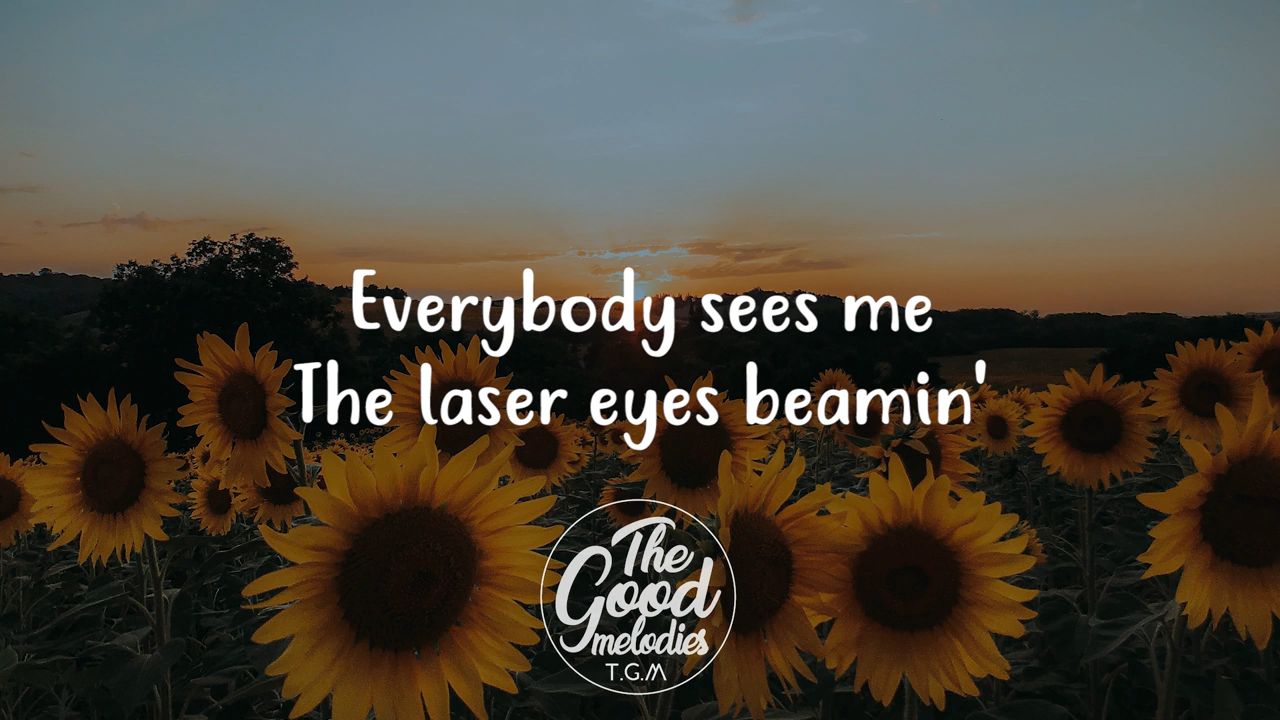 Everybody sees me
The laser eyes beamin'
The
Good
melodies
T.G.M